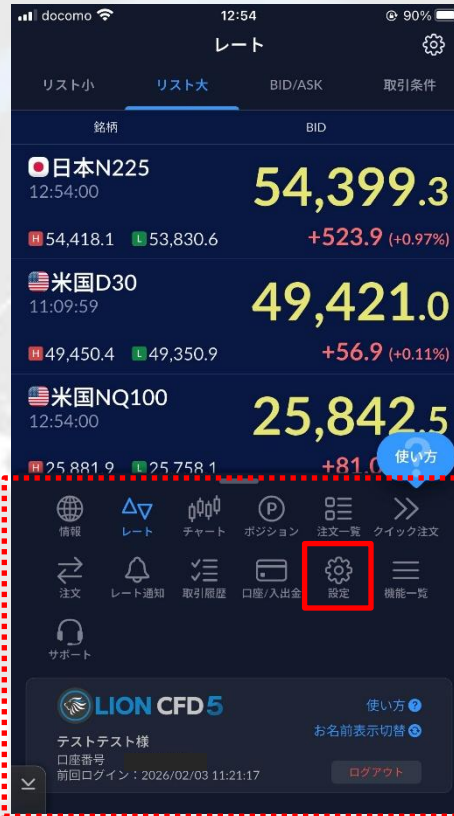 docomo 12:54 90%
レート
リスト小 リスト大 BID/ASK 取引条件
銘柄 BID
日本N225
12:54:00
54,399.3
H 54,418.1 L 53,830.6 +523.9 (+0.97%)
米国D30
11:09:59
49,421.0
H 49,450.4 L 49,350.9 +56.9 (+0.11%)
米国NQ100
12:54:00
25,842.5
H 25,881.9 L 25,758.1 +81.0
使い方
情報 レート チャート ポジション 注文一覧 クイック注文
注文 レート通知 取引履歴 口座/入出金 設定 機能一覧
サポート
LION CFD 5
使い方 ?
お名前表示切替
テストテスト様
口座番号
前回ログイン：2026/02/03 11:21:17
ログアウト